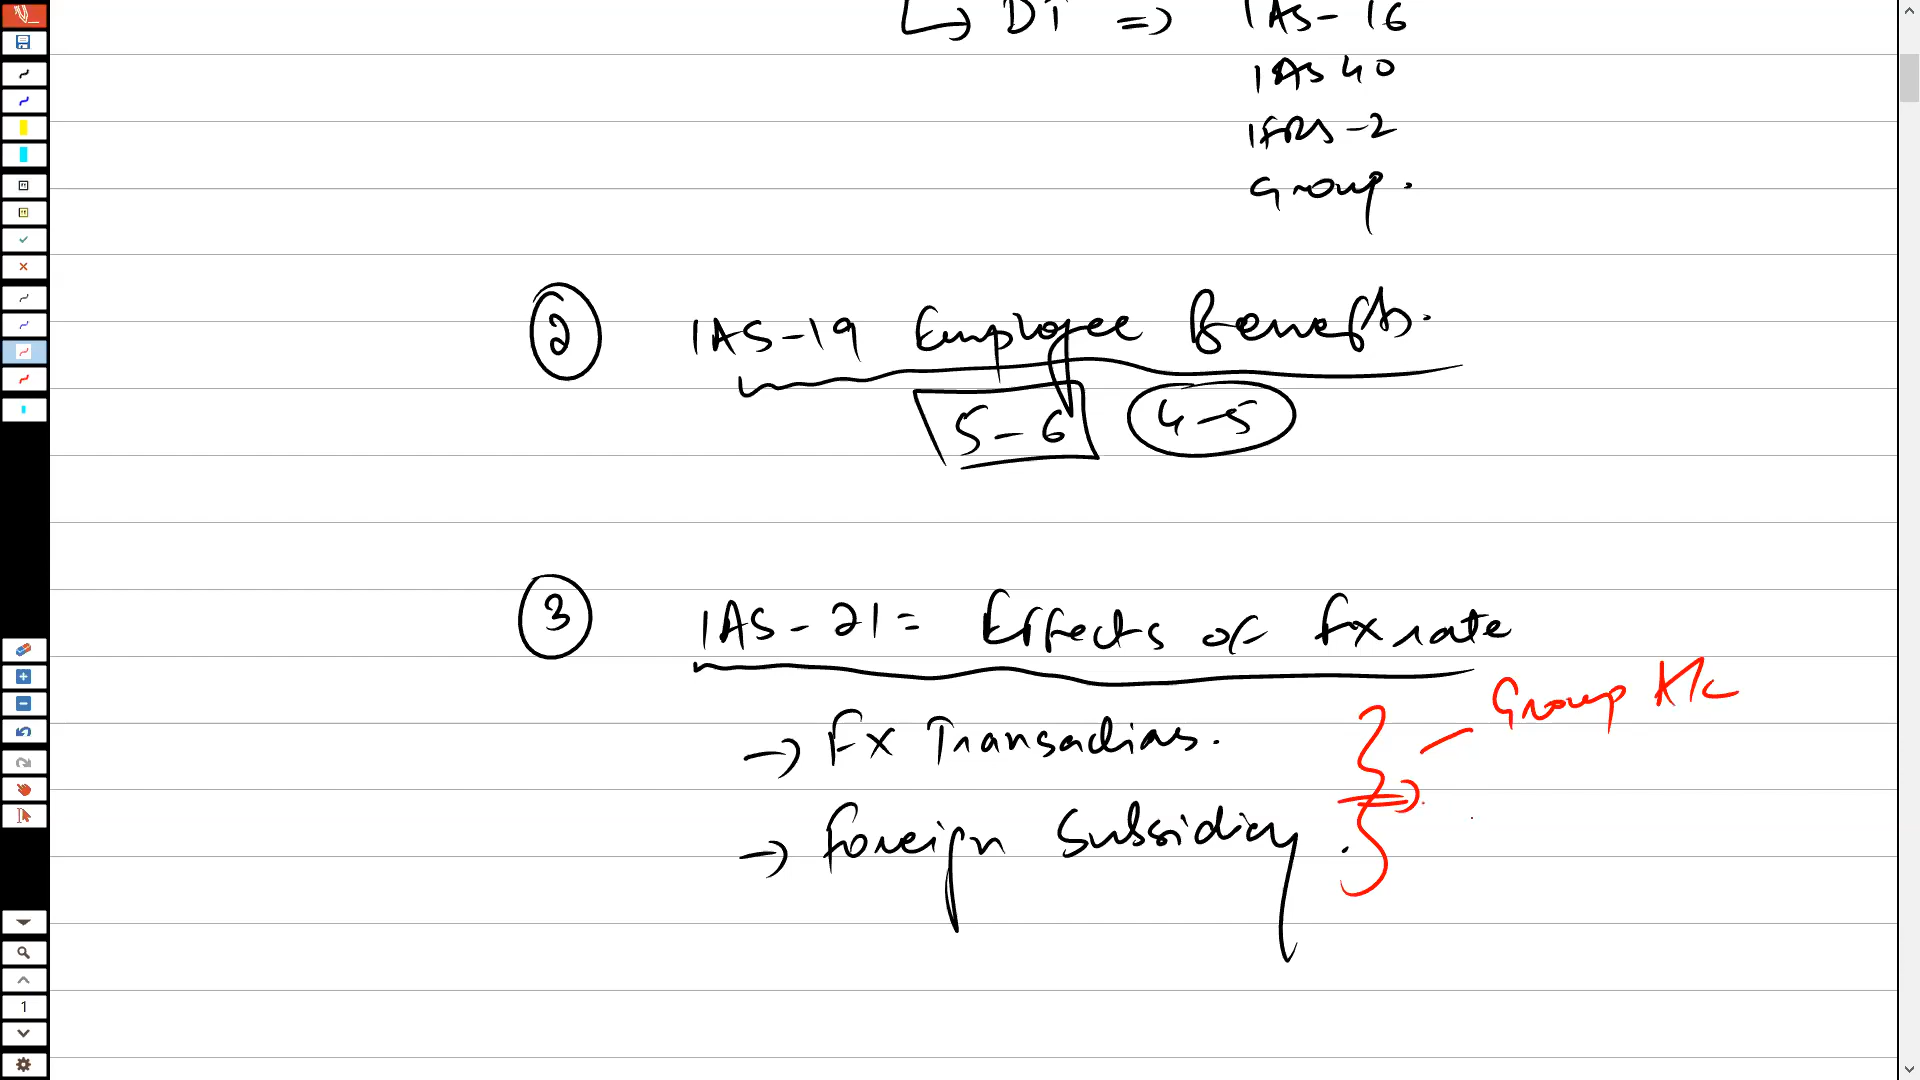 ↳ DT => IAS-16
IAS 40
IFRS-2
Group.
② IAS-19 Employee Benefits.
5-6 4-5
③ IAS-21= Effects of Fx rate
Group A/c
→ FX Transactions.
→ Foreign Subsidiary.
1